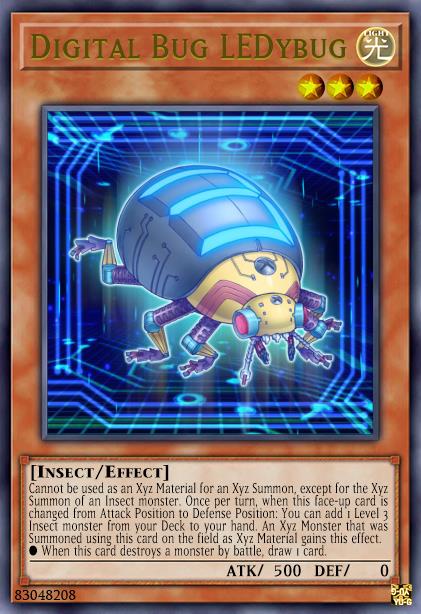 DIGITAL BUG LEDYBUG
LIGHT
光
[INSECT/EFFECT]
Cannot be used as an Xyz Material for an Xyz Summon, except for the Xyz
Summon of an Insect monster. Once per turn, when this face-up card is
changed from Attack Position to Defense Position: You can add 1 Level 3
Insect monster from your Deck to your hand. An Xyz Monster that was
Summoned using this card on the field as Xyz Material gains this effect.
● When this card destroys a monster by battle, draw 1 card.
ATK/ 500 DEF/ 0
83048208